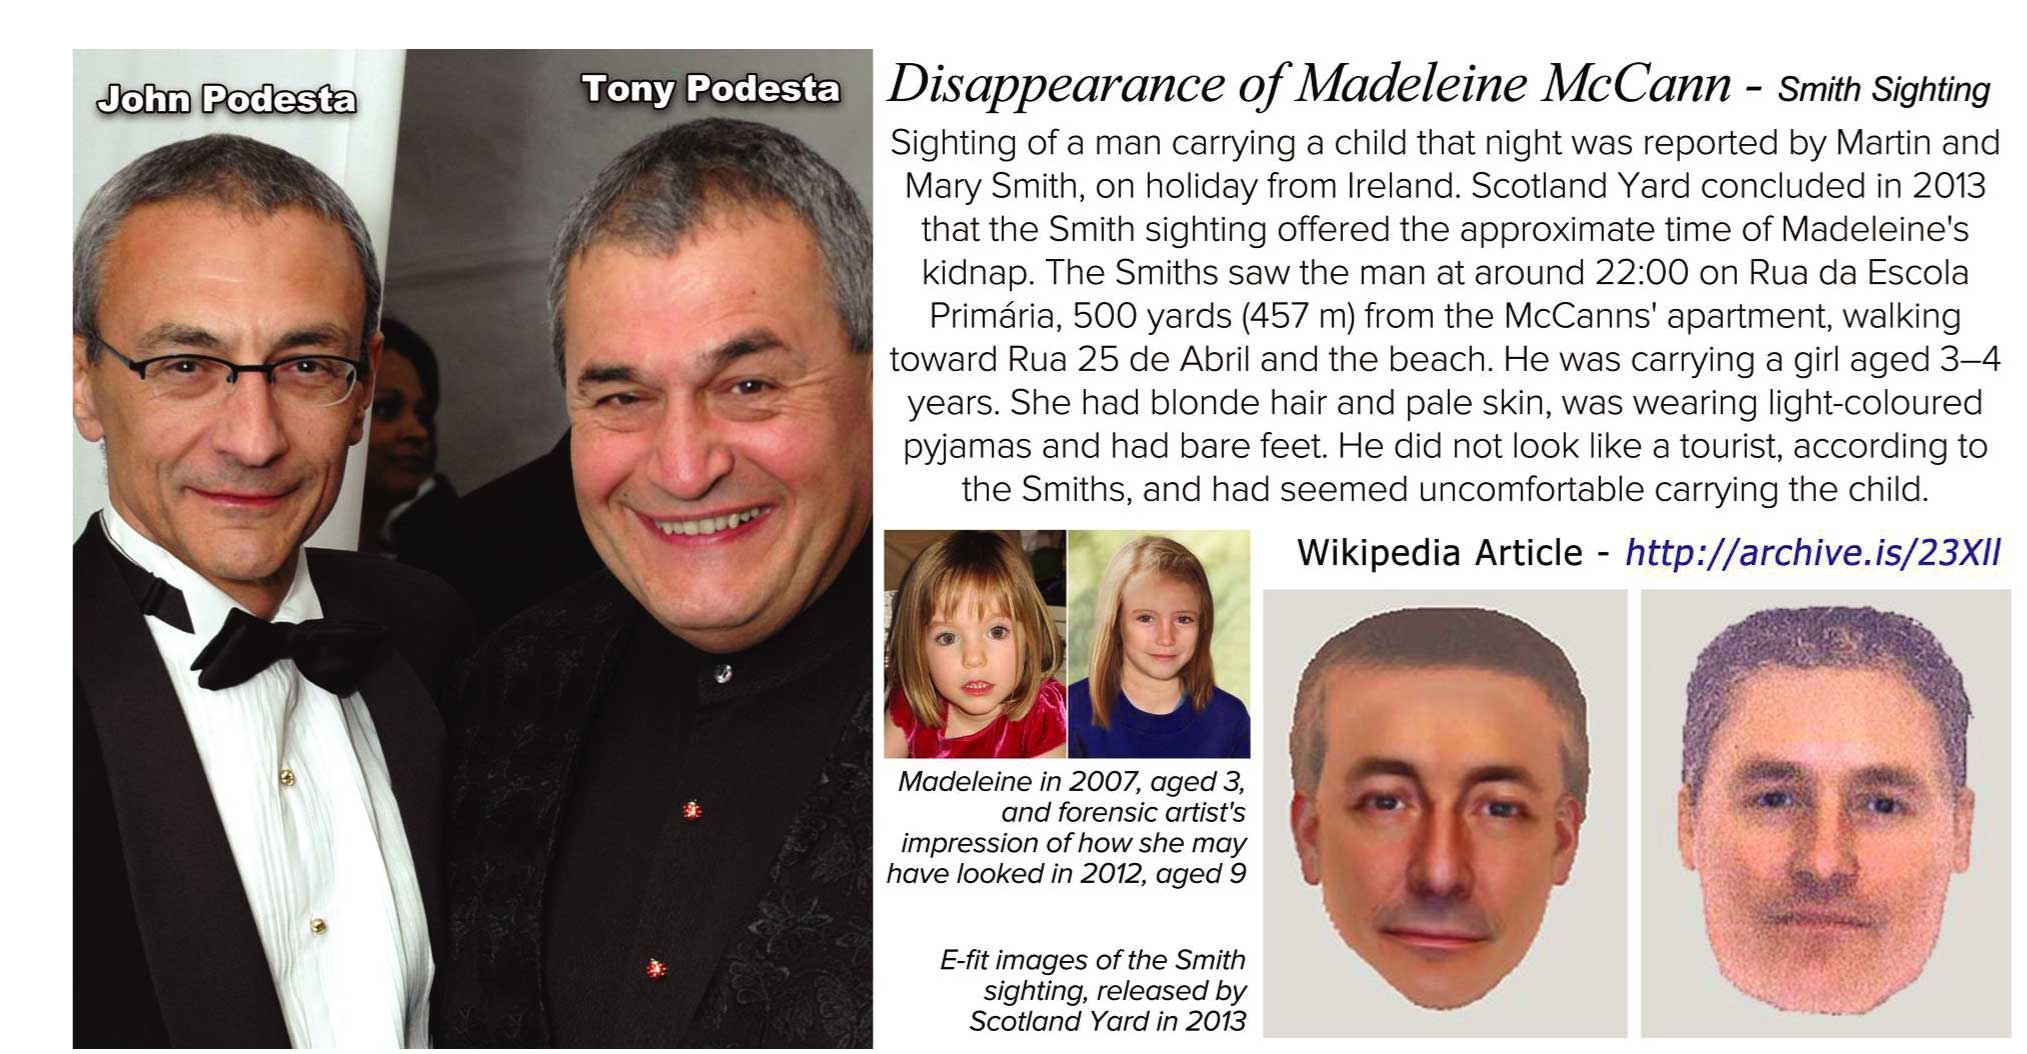 John Podesta
Tony Podesta
Disappearance of Madeleine McCann - Smith Sighting
Sighting of a man carrying a child that night was reported by Martin and
Mary Smith, on holiday from Ireland. Scotland Yard concluded in 2013
that the Smith sighting offered the approximate time of Madeleine's
kidnap. The Smiths saw the man at around 22:00 on Rua da Escola
Primária, 500 yards (457 m) from the McCanns' apartment, walking
toward Rua 25 de Abril and the beach. He was carrying a girl aged 3–4
years. She had blonde hair and pale skin, was wearing light-coloured
pyjamas and had bare feet. He did not look like a tourist, according to
the Smiths, and had seemed uncomfortable carrying the child.
Wikipedia Article - http://archive.is/23Xll
Madeleine in 2007, aged 3,
and forensic artist's
impression of how she may
have looked in 2012, aged 9
E-fit images of the Smith
sighting, released by
Scotland Yard in 2013